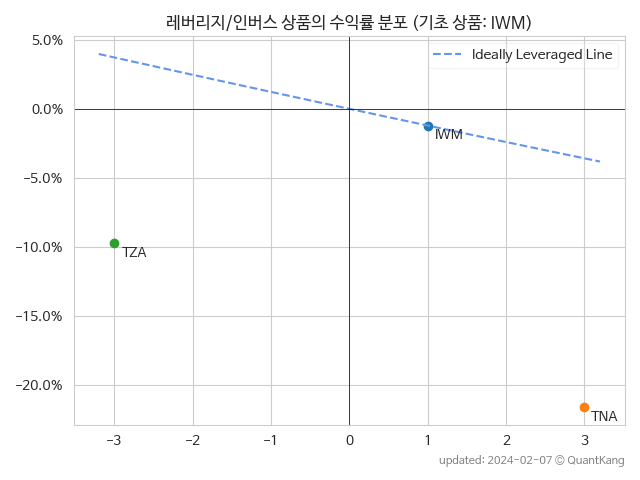 레버리지/인버스 상품의 수익률 분포 (기초 상품: IWM)
5.0%
Ideally Leveraged Line
0.0%
IWM
−5.0%
−10.0%
TZA
−15.0%
−20.0%
TNA
−3 −2 −1 0 1 2 3
updated: 2024-02-07 © QuantKang